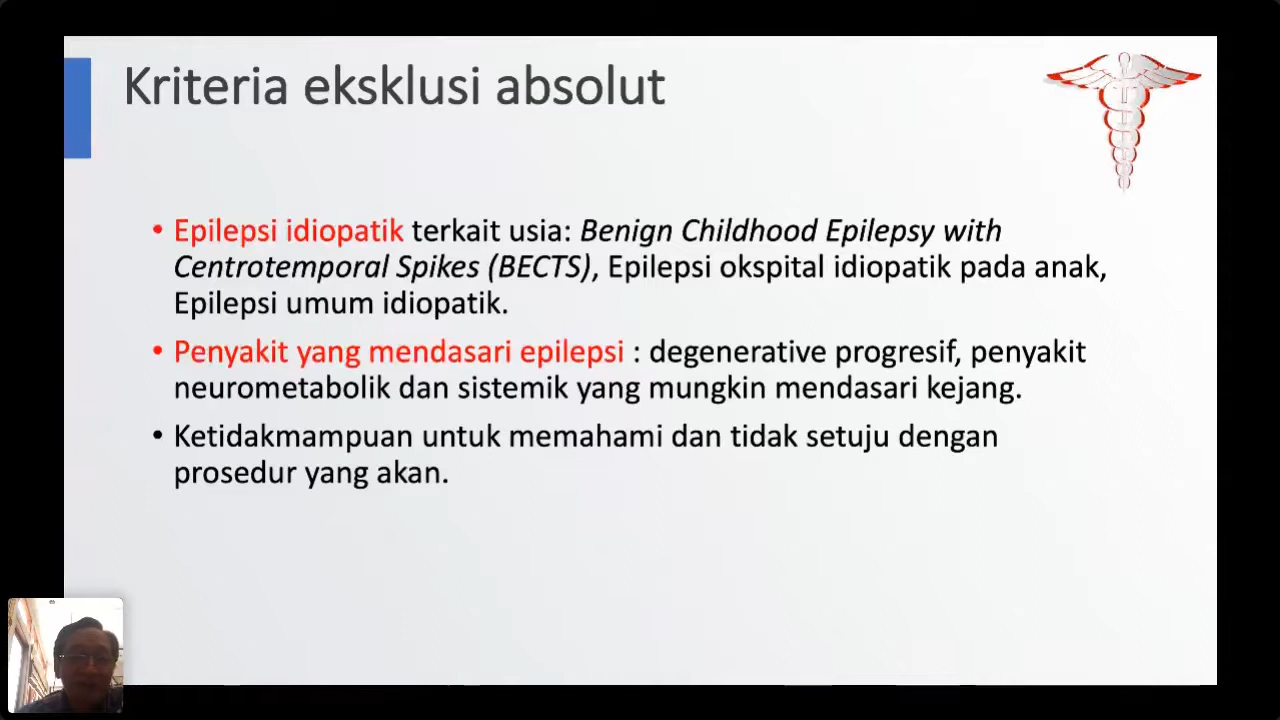 Kriteria eksklusi absolut
• Epilepsi idiopatik terkait usia: Benign Childhood Epilepsy with
Centrotemporal Spikes (BECTS), Epilepsi okspital idiopatik pada anak,
Epilepsi umum idiopatik.
• Penyakit yang mendasari epilepsi : degenerative progresif, penyakit
neurometabolik dan sistemik yang mungkin mendasari kejang.
• Ketidakmampuan untuk memahami dan tidak setuju dengan
prosedur yang akan.